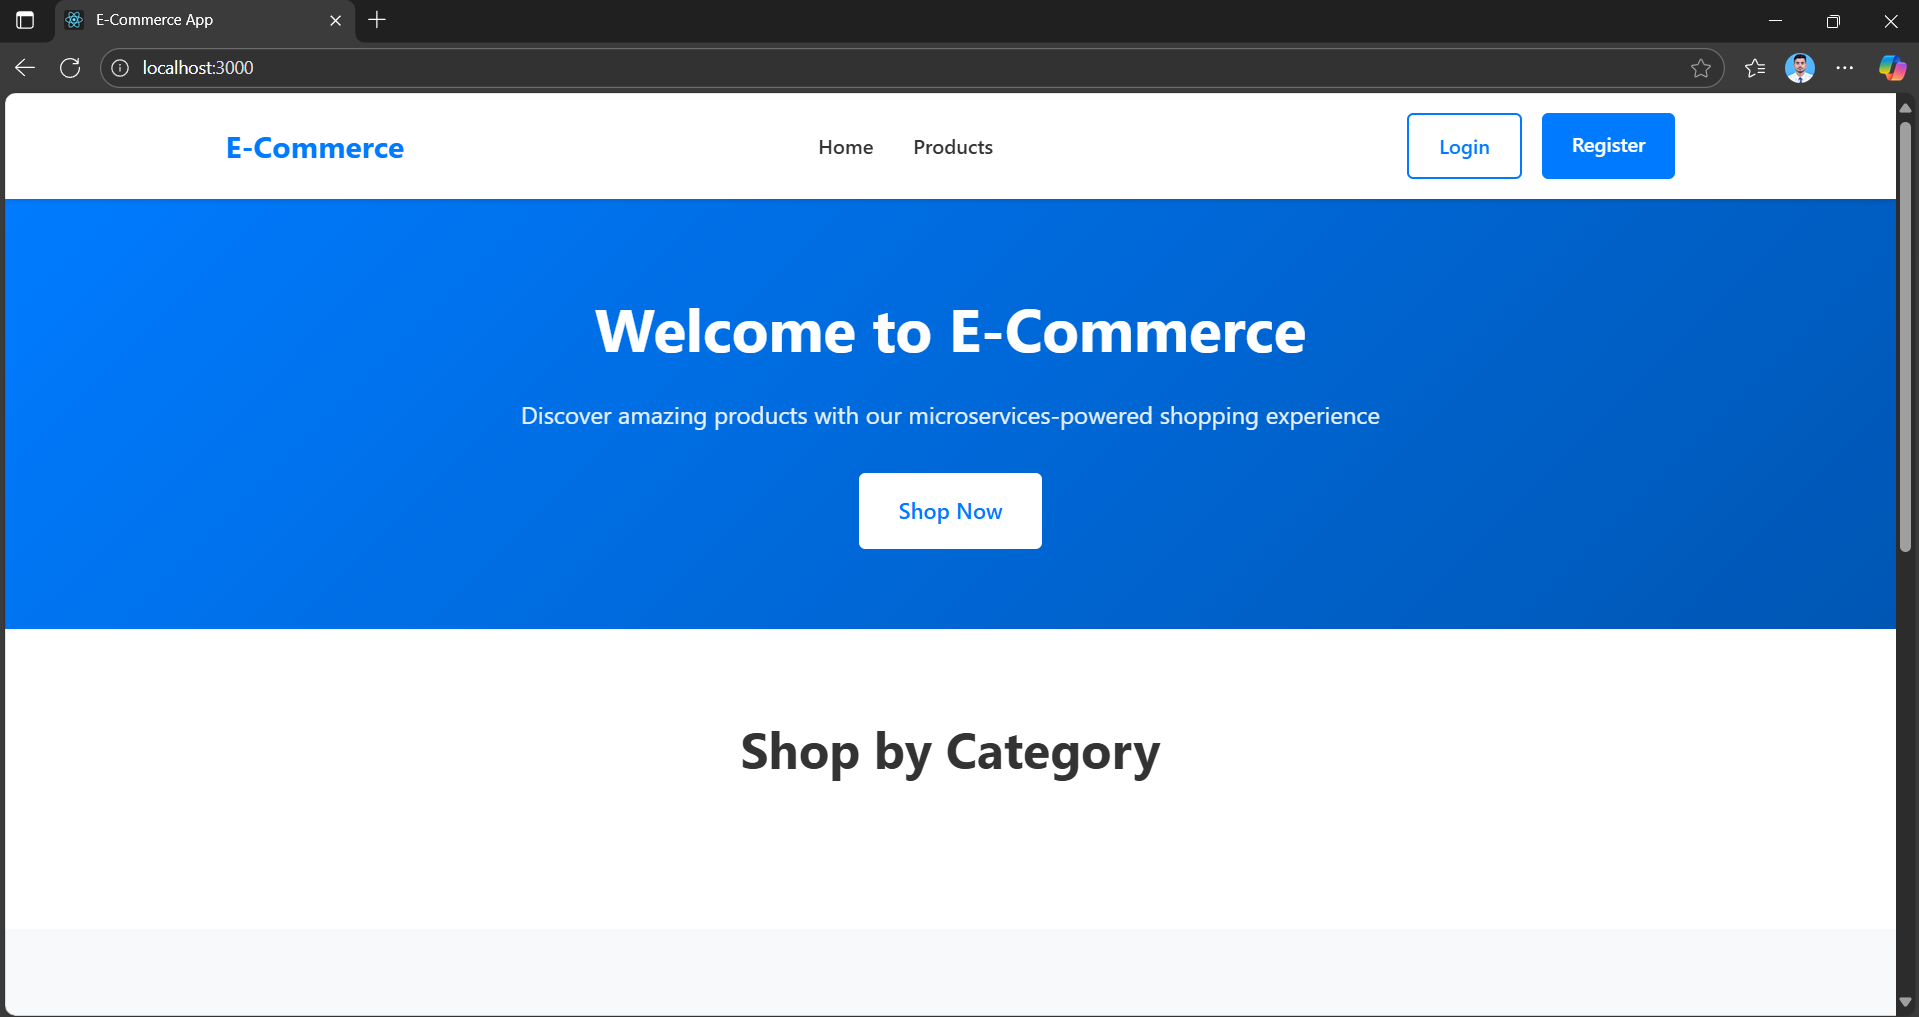 E-Commerce App
localhost:3000
E-Commerce
Home
Products
Login
Register
Welcome to E-Commerce
Discover amazing products with our microservices-powered shopping experience
Shop Now
Shop by Category